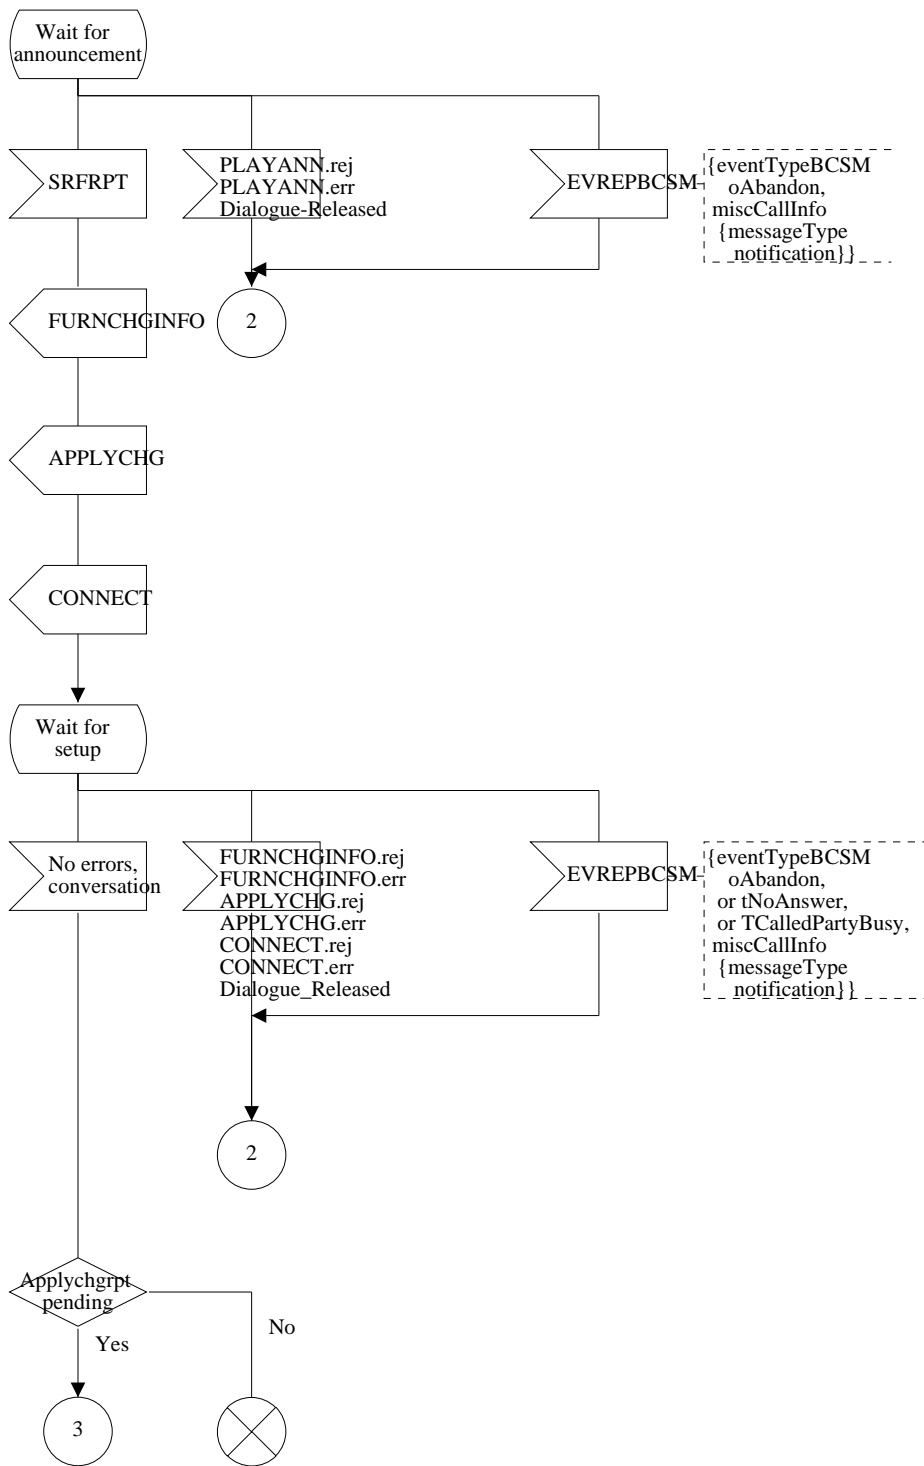 Wait for
announcement
SRFRPT
PLAYANN.rej
PLAYANN.err
Dialogue-Released
EVREPBCSM
{eventTypeBCSM
oAbandon,
miscCallInfo
{messageType
notification}}
FURNCHGINFO
2
APPLYCHG
CONNECT
Wait for
setup
No errors,
conversation
FURNCHGINFO.rej
FURNCHGINFO.err
APPLYCHG.rej
APPLYCHG.err
CONNECT.rej
CONNECT.err
Dialogue_Released
EVREPBCSM
{eventTypeBCSM
oAbandon,
or tNoAnswer,
or TCalledPartyBusy,
miscCallInfo
{messageType
notification}}
2
Applychgrpt
pending
No
Yes
3